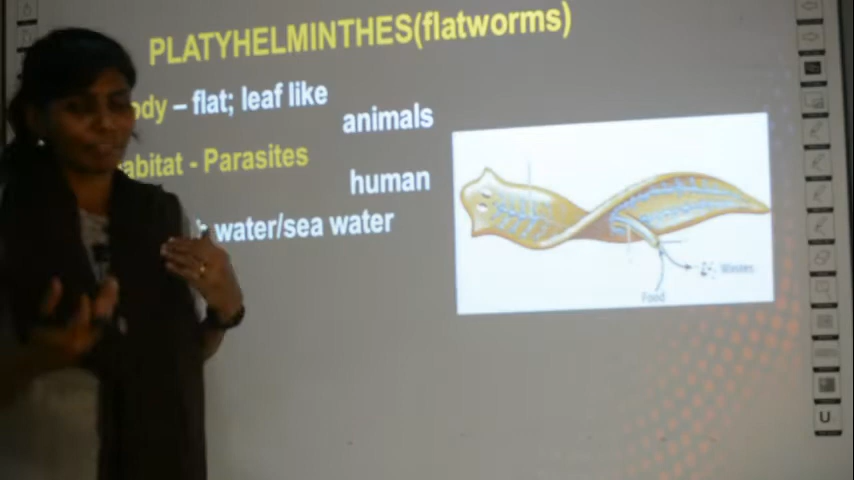 PLATYHELMINTHES(flatworms)
ody – flat; leaf like
animals
abitat - Parasites
human
h water/sea water
Wastes
Food
U